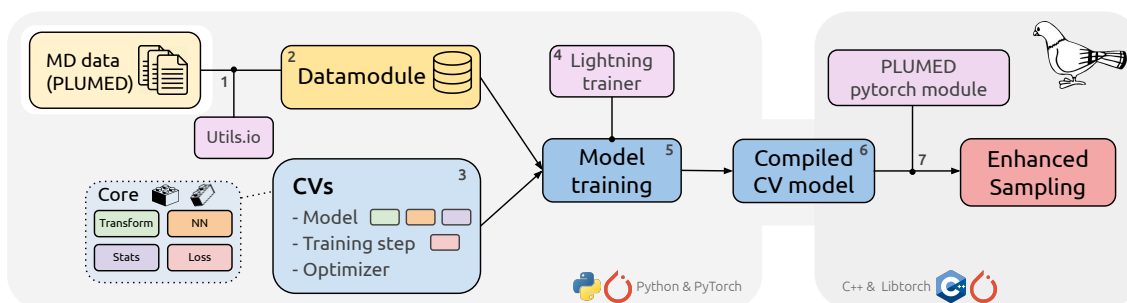 MD data
(PLUMED)
1
Utils.io
2
Datamodule
Core
Transform
NN
Stats
Loss
3
CVs
- Model
- Training step
- Optimizer
4
Lightning
trainer
5
Model
training
Python & PyTorch
6
Compiled
CV model
PLUMED
pytorch module
7
Enhanced
Sampling
C++ & Libtorch
C++